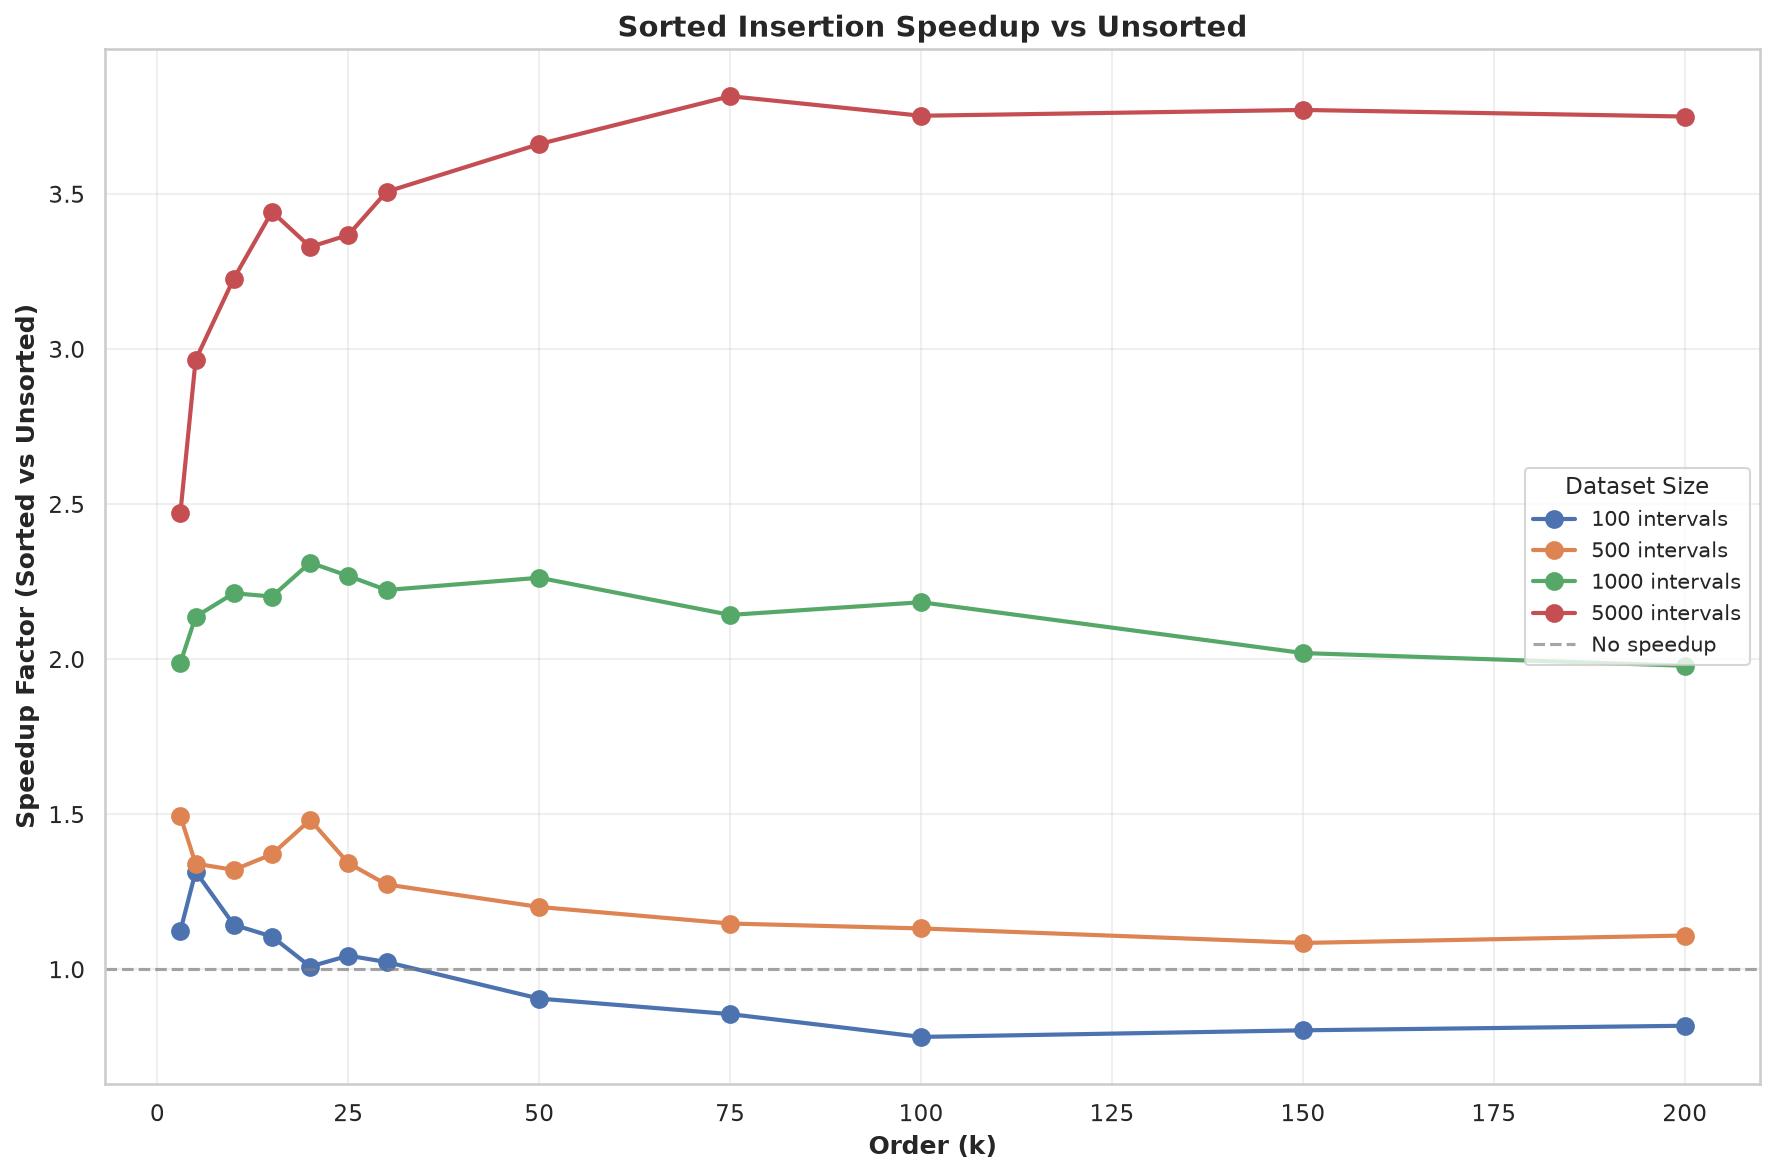 Sorted Insertion Speedup vs Unsorted
Speedup Factor (Sorted vs Unsorted)
3.5
3.0
2.5
2.0
1.5
1.0
Dataset Size
100 intervals
500 intervals
1000 intervals
5000 intervals
No speedup
0 25 50 75 100 125 150 175 200
Order (k)